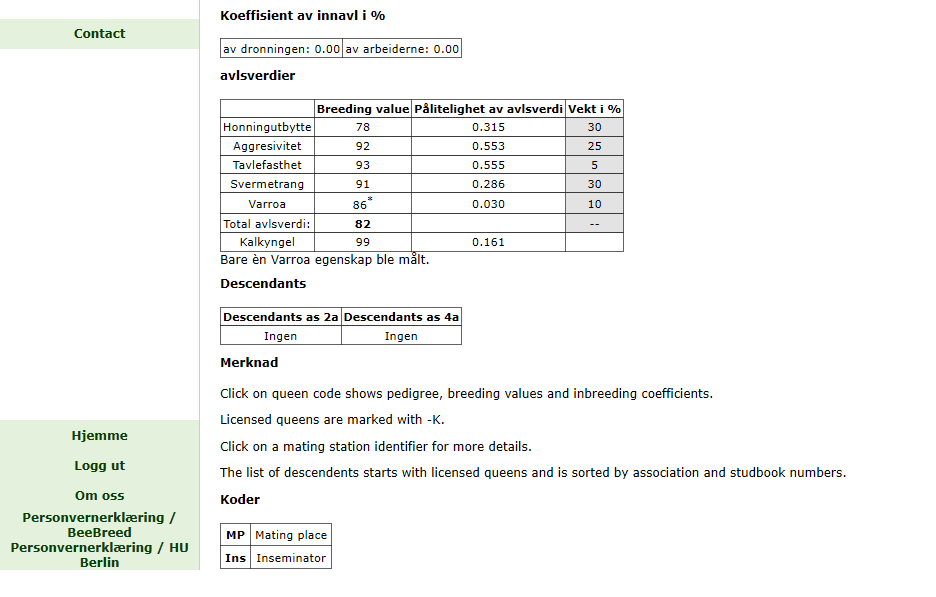 Contact
Hjemme
Logg ut
Om oss
Personvernerklæring /
BeeBreed
Personvernerklæring / HU
Berlin
Koeffisient av innavl i %
av dronningen: 0.00 av arbeiderne: 0.00
avlsverdier
Breeding value Pålitelighet av avlsverdi Vekt i %
Honningutbytte 78 0.315 30
Aggresivitet 92 0.553 25
Tavlefasthet 93 0.555 5
Svermetrang 91 0.286 30
Varroa 86* 0.030 10
Total avlsverdi: 82 --
Kalkyngel 99 0.161
Bare èn Varroa egenskap ble målt.
Descendants
Descendants as 2a Descendants as 4a
Ingen Ingen
Merknad
Click on queen code shows pedigree, breeding values and inbreeding coefficients.
Licensed queens are marked with -K.
Click on a mating station identifier for more details.
The list of descendents starts with licensed queens and is sorted by association and studbook numbers.
Koder
MP Mating place
Ins Inseminator